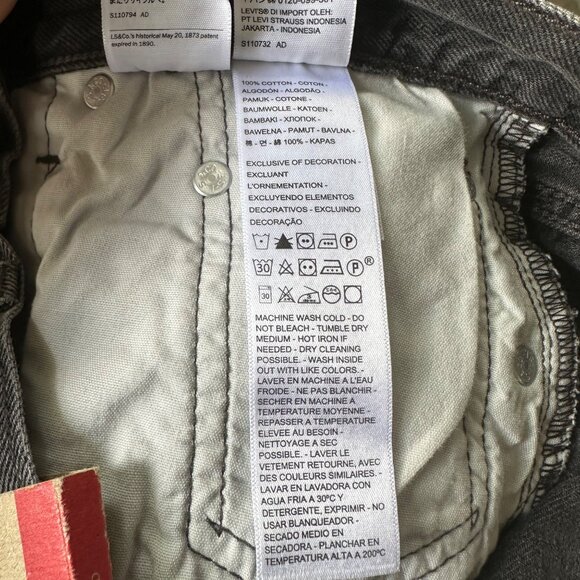 S110794 AD
LS&Co.'s historical May 20, 1873 patent
expired in 1890.
LEVI'S® DI IMPORT OLEH:
PT LEVI STRAUSS INDONESIA
JAKARTA - INDONESIA
S110732 AD
100% COTTON - COTON -
ALGODÓN - ALGODÃO -
PAMUK - COTONE -
BAUMWOLLE - KATOEN -
BAMBAKI - ХЛОПОК -
BAWEŁNA - PAMUT - BAVLNA -
棉 - 면 - 綿 100% - KAPAS
EXCLUSIVE OF DECORATION -
EXCLUANT
L'ORNEMENTATION -
EXCLUYENDO ELEMENTOS
DECORATIVOS - EXCLUINDO
DECORAÇÃO
P
30 P®
30
MACHINE WASH COLD - DO
NOT BLEACH - TUMBLE DRY
MEDIUM - HOT IRON IF
NEEDED - DRY CLEANING
POSSIBLE. - WASH INSIDE
OUT WITH LIKE COLORS. -
LAVER EN MACHINE A L'EAU
FROIDE - NE PAS BLANCHIR -
SECHER EN MACHINE A
TEMPERATURE MOYENNE -
REPASSER A TEMPERATURE
ELEVEE AU BESOIN -
NETTOYAGE A SEC
POSSIBLE. - LAVER LE
VETEMENT RETOURNE, AVEC
DES COULEURS SIMILAIRES. -
LAVAR EN LAVADORA CON
AGUA FRIA A 30ºC Y
DETERGENTE, EXPRIMIR - NO
USAR BLANQUEADOR -
SECADO MEDIO EN
SECADORA - PLANCHAR EN
TEMPERATURA ALTA A 200ºC